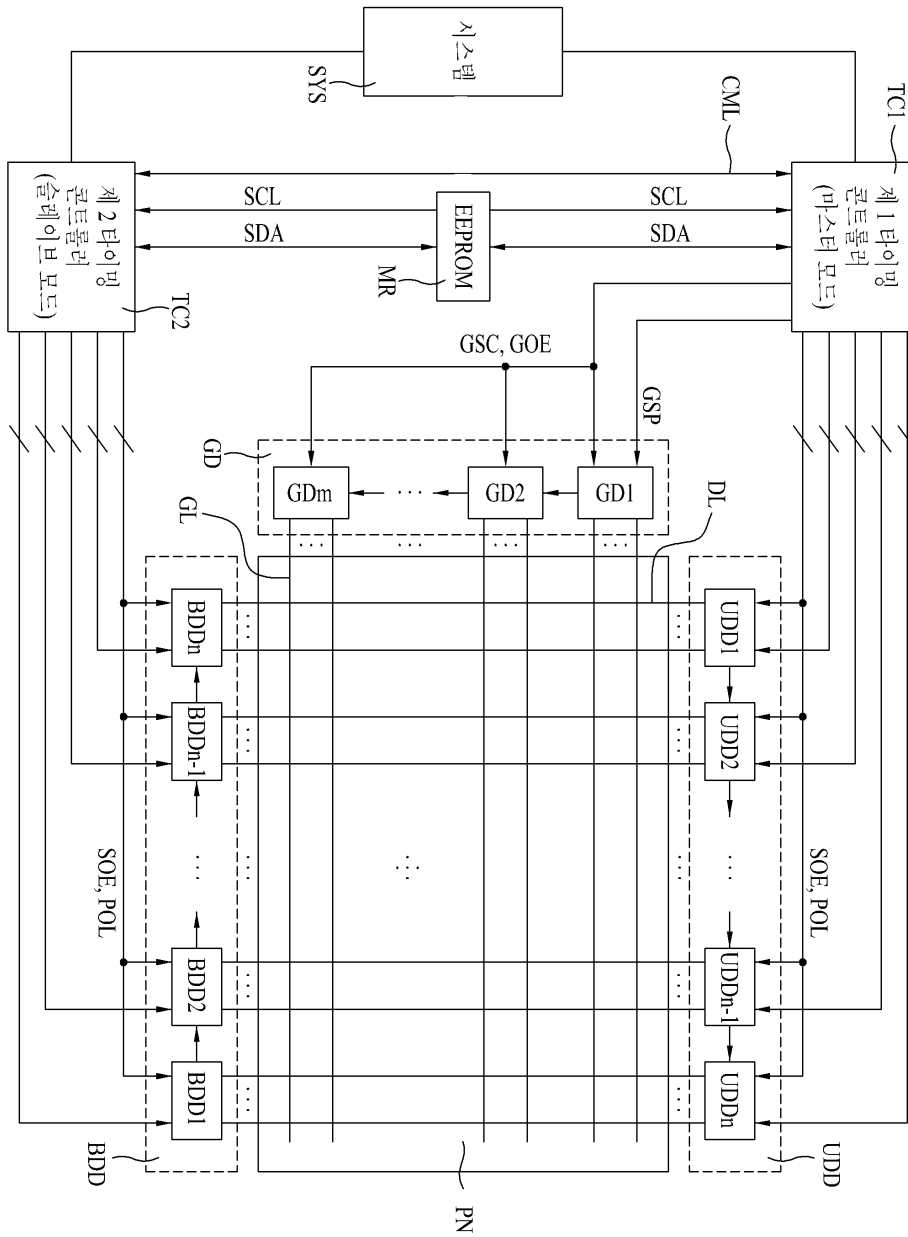 시스템
SYS
TC1
제 1 타이밍
콘트롤러
(마스터 모드)
CML
SCL
SCL
SDA
SDA
EEPROM
MR
제 2 타이밍
콘트롤러
(슬레이브 모드)
TC2
GSC, GOE
GSP
GD
GDm
...
GD2
GD1
GL
DL
UDD1
UDD2
...
UDDn-1
UDDn
UDD
SOE, POL
BDDn
BDDn-1
...
BDD2
BDD1
BDD
SOE, POL
PN